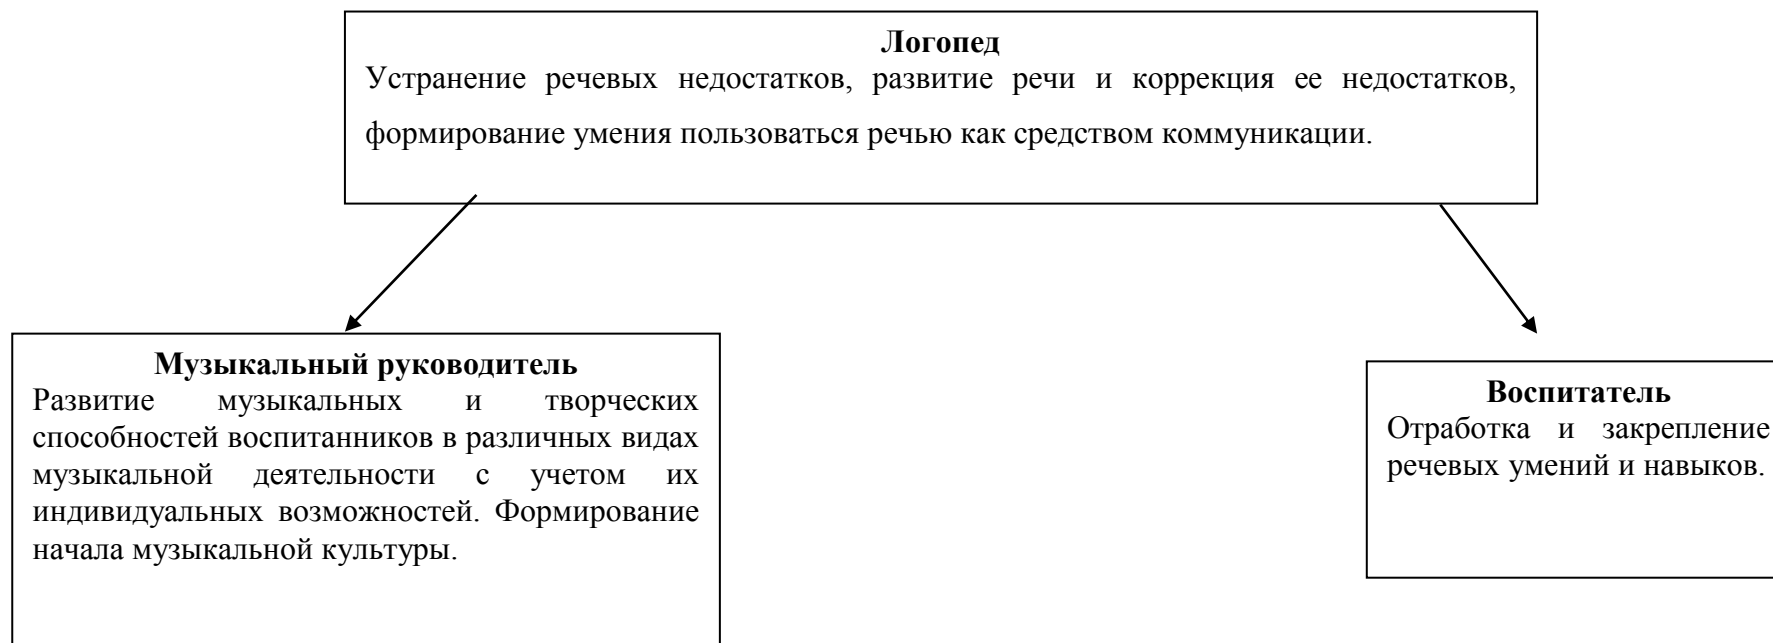 Логопед
Устранение речевых недостатков, развитие речи и коррекция ее недостатков,
формирование умения пользоваться речью как средством коммуникации.
Музыкальный руководитель
Развитие музыкальных и творческих
способностей воспитанников в различных видах
музыкальной деятельности с учетом их
индивидуальных возможностей. Формирование
начала музыкальной культуры.
Воспитатель
Отработка и закрепление
речевых умений и навыков.